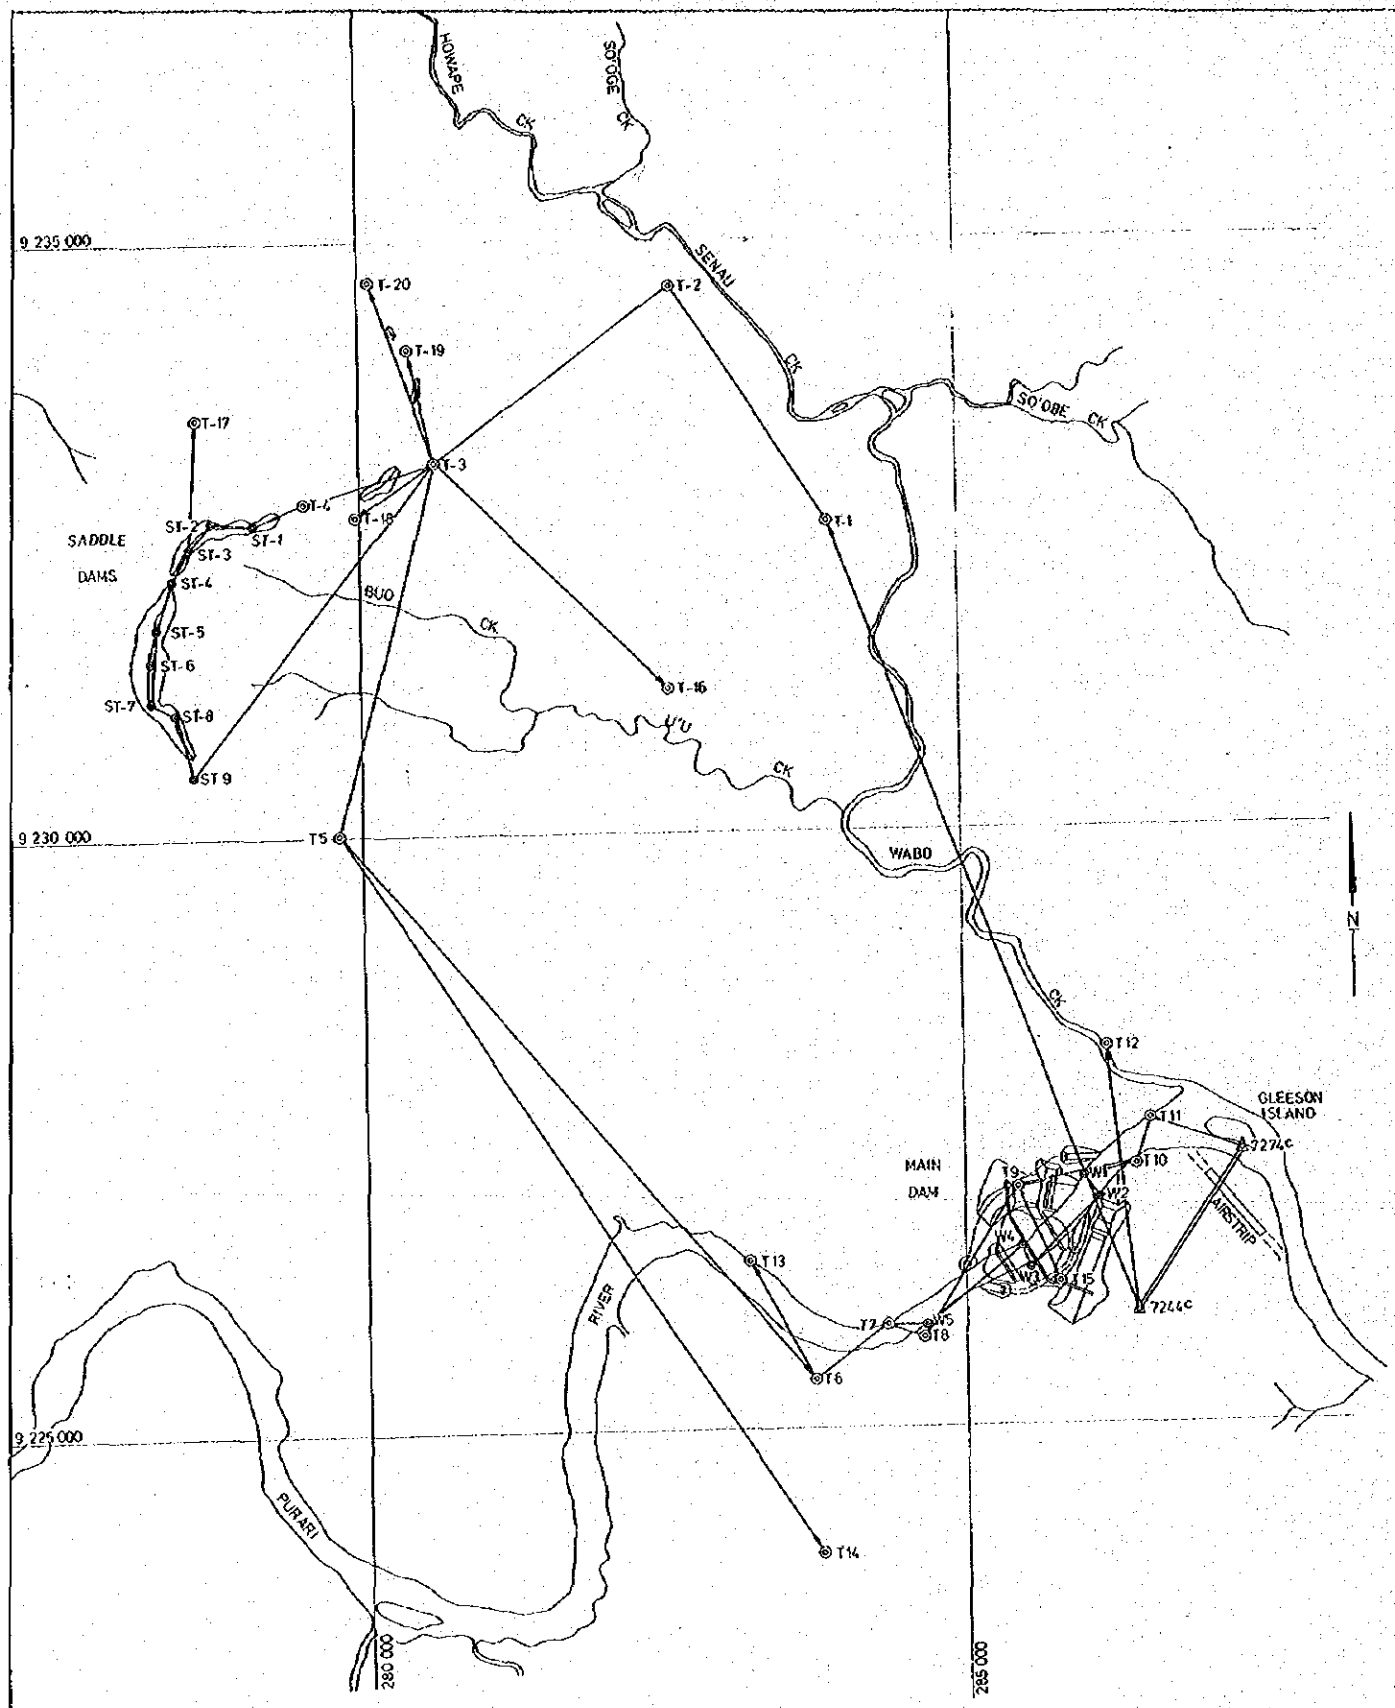 HOWAPE
CK
SO'OGE
CK
9 235 000
SENAU
CK
T-20
T-2
T-19
SO'OBE CK
T-17
T-3
T-4
T-18
T-1
ST-2
ST-1
SADDLE
DAMS
ST-3
ST-4
BUO
CK
ST-5
ST-6
ST-7
ST-8
T-16
U'U
CK
ST 9
9 230 000
T5
WABO
CK
N
T12
GLEESON
ISLAND
T11
7274c
MAIN
DAM
T10
T9
W1
W2
AIRSTRIP
W4
W3
T15
T13
RIVER
7244c
T7
W5
T8
T6
9 225 000
PURARI
T14
280 000
285 000